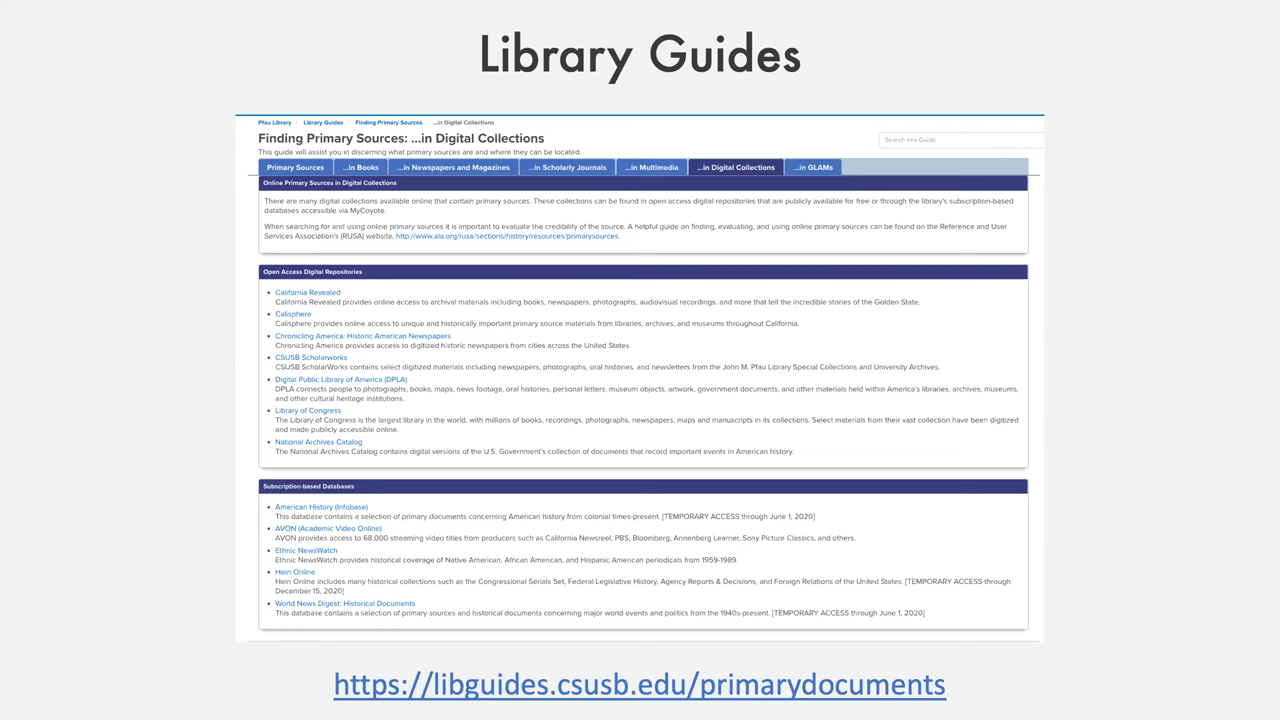 Library Guides
Pfau Library Library Guides Finding Primary Sources ...in Digital Collections
Finding Primary Sources: ...in Digital Collections
Search this Guide
This guide will assist you in discerning what primary sources are and where they can be located.
Primary Sources ...in Books ...in Newspapers and Magazines ...in Scholarly Journals ...in Multimedia ...in Digital Collections ...in GLAMs
Online Primary Sources in Digital Collections
There are many digital collections available online that contain primary sources. These collections can be found in open access digital repositories that are publicly available for free or through the library's subscription-based
databases accessible via MyCoyote.
When searching for and using online primary sources it is important to evaluate the credibility of the source. A helpful guide on finding, evaluating, and using online primary sources can be found on the Reference and User
Services Association's (RUSA) website, http://www.ala.org/rusa/sections/history/resources/primarysources.
Open Access Digital Repositories
• California Revealed
California Revealed provides online access to archival materials including books, newspapers, photographs, audiovisual recordings, and more that tell the incredible stories of the Golden State.
• Calisphere
Calisphere provides online access to unique and historically important primary source materials from libraries, archives, and museums throughout California.
• Chronicling America: Historic American Newspapers
Chronicling America provides access to digitized historic newspapers from cities across the United States.
• CSUSB Scholarworks
CSUSB ScholarWorks contains select digitized materials including newspapers, photographs, oral histories, and newsletters from the John M. Pfau Library Special Collections and University Archives.
• Digital Public Library of America (DPLA)
DPLA connects people to photographs, books, maps, news footage, oral histories, personal letters, museum objects, artwork, government documents, and other materials held within America's libraries, archives, museums,
and other cultural heritage institutions.
• Library of Congress
The Library of Congress is the largest library in the world, with millions of books, recordings, photographs, newspapers, maps and manuscripts in its collections. Select materials from their vast collection have been digitized
and made publicly accessible online.
• National Archives Catalog
The National Archives Catalog contains digital versions of the U.S. Government's collection of documents that record important events in American history.
Subscription-based Databases
• American History (Infobase)
This database contains a selection of primary documents concerning American history from colonial times-present. [TEMPORARY ACCESS through June 1, 2020]
• AVON (Academic Video Online)
AVON provides access to 68,000 streaming video titles from producers such as California Newsreel, PBS, Bloomberg, Annenberg Learner, Sony Picture Classics, and others.
• Ethnic NewsWatch
Ethnic NewsWatch provides historical coverage of Native American, African American, and Hispanic American periodicals from 1959-1989.
• Hein Online
Hein Online includes many historical collections such as the Congressional Serials Set, Federal Legislative History, Agency Reports & Decisions, and Foreign Relations of the United States. [TEMPORARY ACCESS through
December 15, 2020]
• World News Digest: Historical Documents
This database contains a selection of primary sources and historical documents concerning major world events and politics from the 1940s-present. [TEMPORARY ACCESS through June 1, 2020]
https://libguides.csusb.edu/primarydocuments